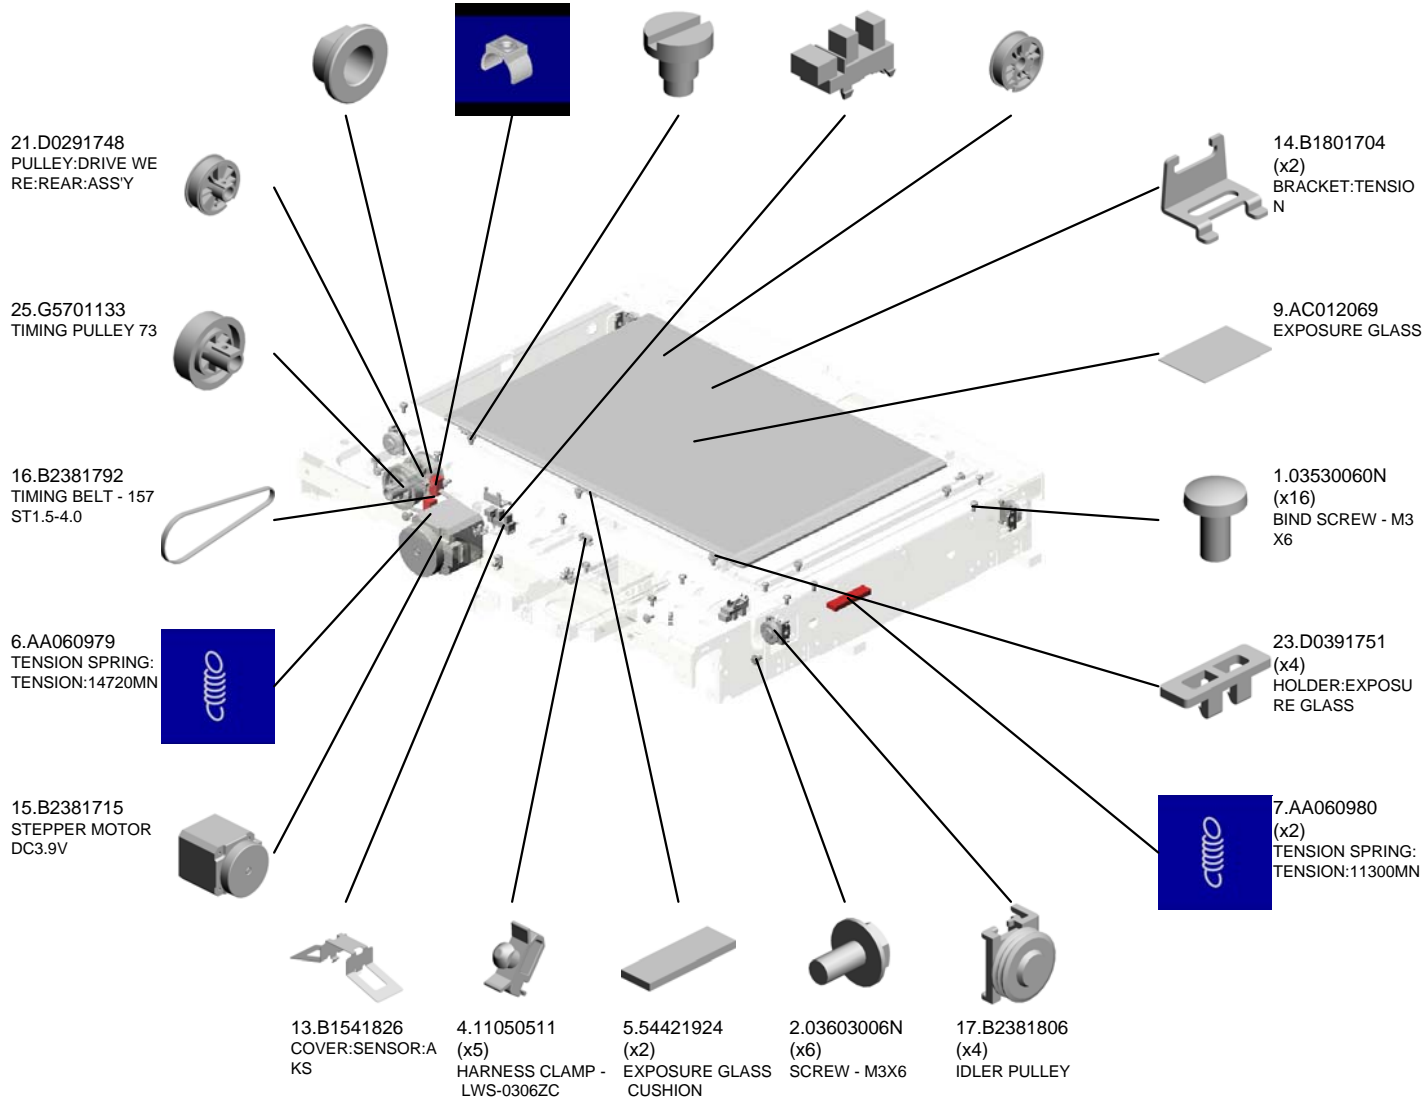 21.D0291748
PULLEY:DRIVE WE
RE:REAR:ASS'Y
14.B1801704
(x2)
BRACKET:TENSIO
N
25.G5701133
TIMING PULLEY 73
9.AC012069
EXPOSURE GLASS
16.B2381792
TIMING BELT - 157
ST1.5-4.0
1.03530060N
(x16)
BIND SCREW - M3
X6
6.AA060979
TENSION SPRING:
TENSION:14720MN
23.D0391751
(x4)
HOLDER:EXPOSU
RE GLASS
15.B2381715
STEPPER MOTOR
DC3.9V
7.AA060980
(x2)
TENSION SPRING:
TENSION:11300MN
13.B1541826
COVER:SENSOR:A
KS
4.11050511
(x5)
HARNESS CLAMP -
LWS-0306ZC
5.54421924
(x2)
EXPOSURE GLASS
CUSHION
2.03603006N
(x6)
SCREW - M3X6
17.B2381806
(x4)
IDLER PULLEY